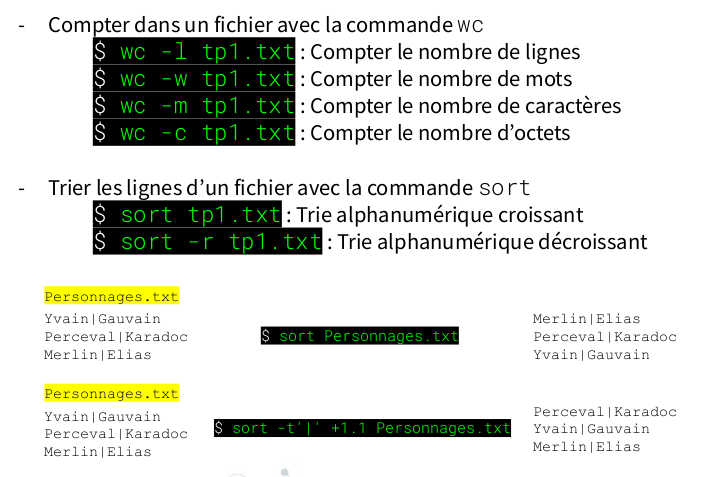 - Compter dans un fichier avec la commande wc
$ wc -l tp1.txt : Compter le nombre de lignes
$ wc -w tp1.txt : Compter le nombre de mots
$ wc -m tp1.txt : Compter le nombre de caractères
$ wc -c tp1.txt : Compter le nombre d’octets
- Trier les lignes d’un fichier avec la commande sort
$ sort tp1.txt : Trie alphanumérique croissant
$ sort -r tp1.txt : Trie alphanumérique décroissant
Personnages.txt
Yvain|Gauvain
Perceval|Karadoc
Merlin|Elias
$ sort Personnages.txt
Merlin|Elias
Perceval|Karadoc
Yvain|Gauvain
Personnages.txt
Yvain|Gauvain
Perceval|Karadoc
Merlin|Elias
$ sort -t'|' +1.1 Personnages.txt
Perceval|Karadoc
Yvain|Gauvain
Merlin|Elias